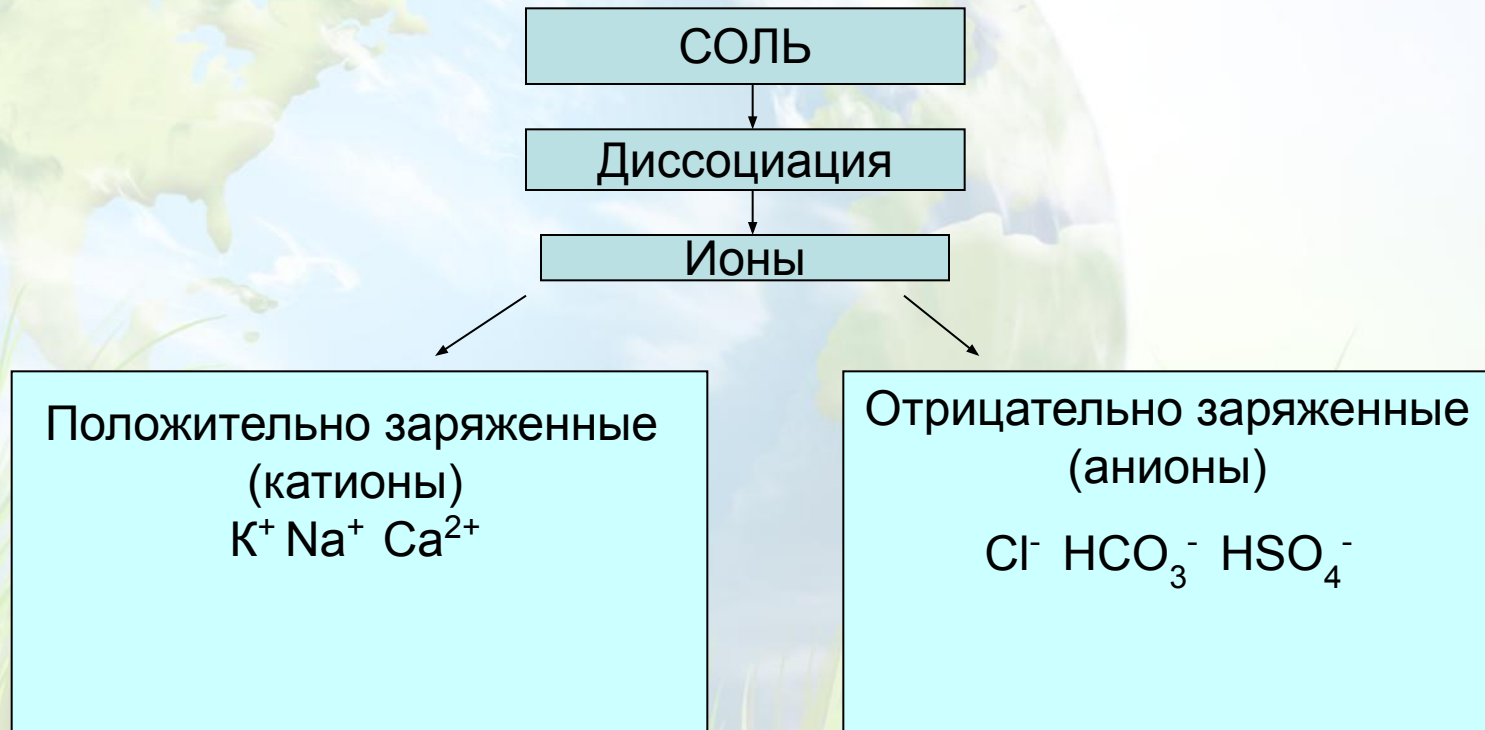 СОЛЬ
Диссоциация
Ионы
Положительно заряженные
(катионы)
К⁺ Na⁺ Ca²⁺
Отрицательно заряженные
(анионы)
Cl⁻ HCO₃⁻ HSO₄⁻